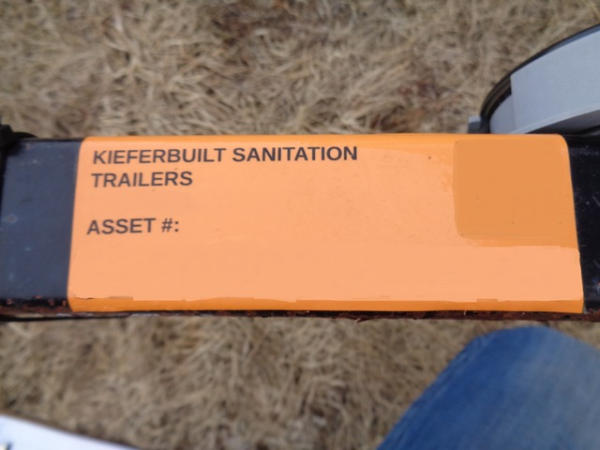 KIEFERBUILT SANITATION
TRAILERS
ASSET #: